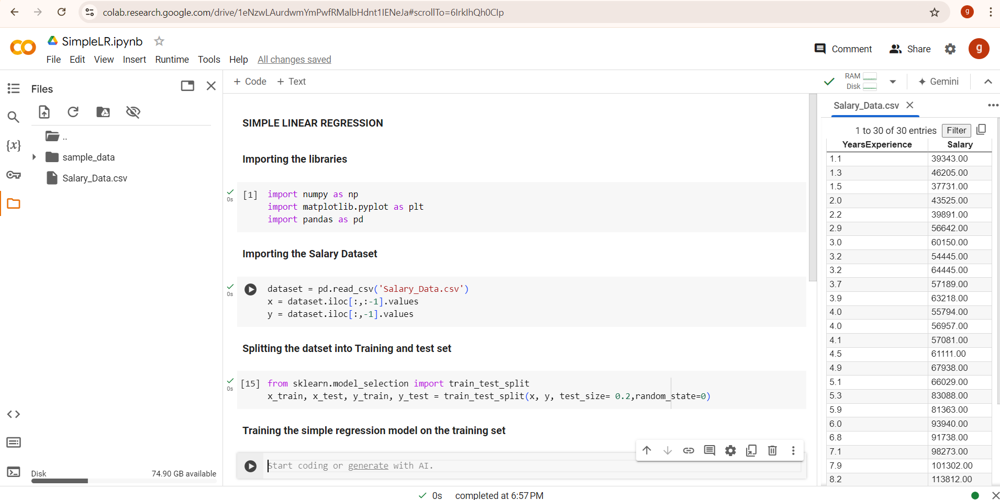 colab.research.google.com/drive/1eNzwLAurdwmYmPwfRMalbHdnt1IENeJa#scrollTo=6IrkIhQh0CIp
g
SimpleLR.ipynb
File Edit View Insert Runtime Tools Help All changes saved
Comment Share g
Files
+ Code + Text
RAM
Disk
Gemini
..
sample_data
Salary_Data.csv
{x}
Disk 74.90 GB available
SIMPLE LINEAR REGRESSION
Importing the libraries
0s
[1] import numpy as np
import matplotlib.pyplot as plt
import pandas as pd
Importing the Salary Dataset
0s
dataset = pd.read_csv('Salary_Data.csv')
x = dataset.iloc[:,:-1].values
y = dataset.iloc[:,-1].values
Splitting the datset into Training and test set
0s
[15] from sklearn.model_selection import train_test_split
x_train, x_test, y_train, y_test = train_test_split(x, y, test_size= 0.2,random_state=0)
Training the simple regression model on the training set
Start coding or generate with AI.
Salary_Data.csv
1 to 30 of 30 entries Filter
YearsExperience Salary
1.1 39343.00
1.3 46205.00
1.5 37731.00
2.0 43525.00
2.2 39891.00
2.9 56642.00
3.0 60150.00
3.2 54445.00
3.2 64445.00
3.7 57189.00
3.9 63218.00
4.0 55794.00
4.0 56957.00
4.1 57081.00
4.5 61111.00
4.9 67938.00
5.1 66029.00
5.3 83088.00
5.9 81363.00
6.0 93940.00
6.8 91738.00
7.1 98273.00
7.9 101302.00
8.2 113812.00
0s completed at 6:57 PM